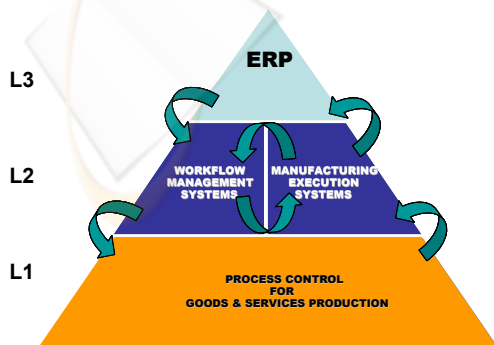 ERP
L3
L2
WORKFLOW
MANAGEMENT
SYSTEMS
MANUFACTURING
EXECUTION
SYSTEMS
L1
PROCESS CONTROL
FOR
GOODS & SERVICES PRODUCTION